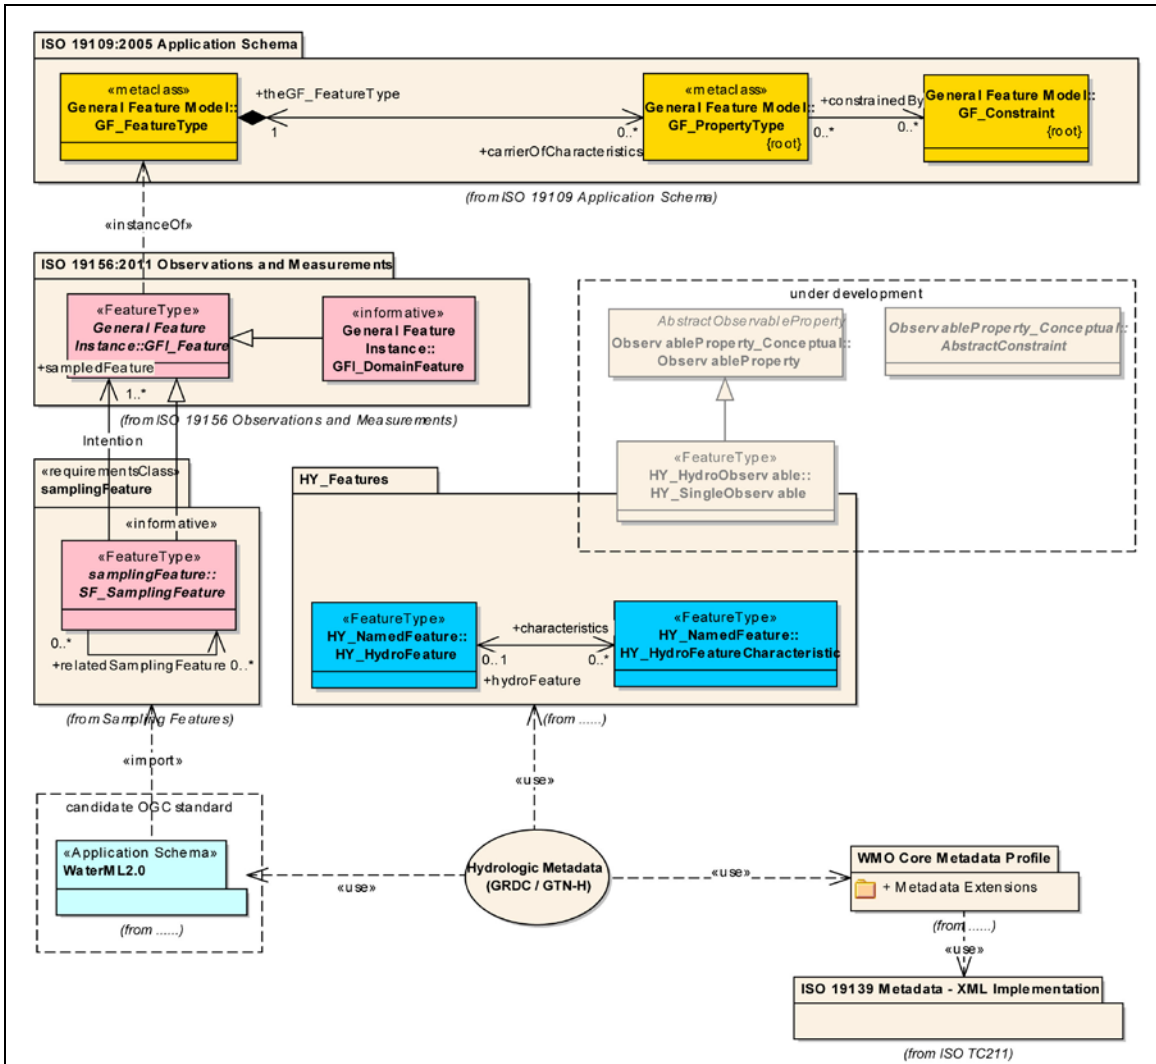 ISO 19109:2005 Application Schema
«metaclass»
General Feature Model::
GF_FeatureType
+theGF_FeatureType
1
0..*
+carrierOfCharacteristics
«metaclass»
General Feature Model::
GF_PropertyType
{root}
+constrainedBy
0..*
0..*
General Feature Model::
GF_Constraint
{root}
(from ISO 19109 Application Schema)
«instanceOf»
ISO 19156:2011 Observations and Measurements
«FeatureType»
General Feature
Instance::GFI_Feature
+sampledFeature
1..*
«informative»
General Feature
Instance::
GFI_DomainFeature
(from ISO 19156 Observations and Measurements)
under development
AbstractObservableProperty
ObservableProperty_Conceptual::
ObservableProperty
ObservableProperty_Conceptual::
AbstractConstraint
«FeatureType»
HY_HydroObservable::
HY_SingleObservable
Intention
«requirementsClass»
samplingFeature
«informative»
«FeatureType»
samplingFeature::
SF_SamplingFeature
0..*
+relatedSamplingFeature 0..*
(from Sampling Features)
HY_Features
«FeatureType»
HY_NamedFeature::
HY_HydroFeature
+characteristics
0..1
0..*
+hydroFeature
«FeatureType»
HY_NamedFeature::
HY_HydroFeatureCharacteristic
(from ......)
«import»
«use»
candidate OGC standard
«Application Schema»
WaterML2.0
(from ......)
«use»
Hydrologic Metadata
(GRDC / GTN-H)
«use»
WMO Core Metadata Profile
+ Metadata Extensions
(from ......)
«use»
ISO 19139 Metadata - XML Implementation
(from ISO TC211)